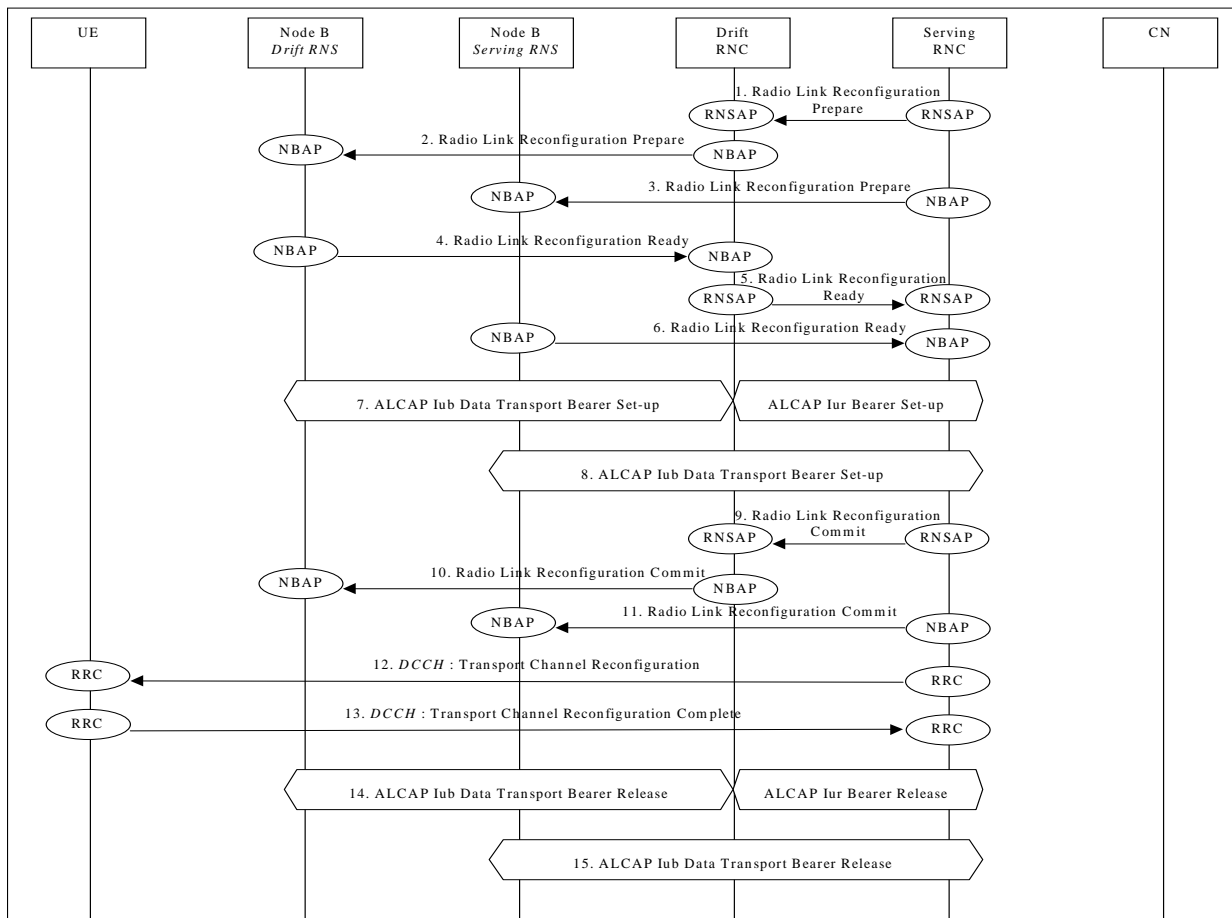 UE
Node B
Drift RNS
Node B
Serving RNS
Drift
RNC
Serving
RNC
CN
1. Radio Link Reconfiguration
Prepare
RNSAP
RNSAP
2. Radio Link Reconfiguration Prepare
NBAP
NBAP
3. Radio Link Reconfiguration Prepare
NBAP
NBAP
4. Radio Link Reconfiguration Ready
NBAP
NBAP
5. Radio Link Reconfiguration
Ready
RNSAP
RNSAP
6. Radio Link Reconfiguration Ready
NBAP
NBAP
7. ALCAP Iub Data Transport Bearer Set-up
ALCAP Iur Bearer Set-up
8. ALCAP Iub Data Transport Bearer Set-up
9. Radio Link Reconfiguration
Commit
RNSAP
RNSAP
10. Radio Link Reconfiguration Commit
NBAP
NBAP
11. Radio Link Reconfiguration Commit
NBAP
NBAP
12. DCCH : Transport Channel Reconfiguration
RRC
RRC
13. DCCH : Transport Channel Reconfiguration Complete
RRC
RRC
14. ALCAP Iub Data Transport Bearer Release
ALCAP Iur Bearer Release
15. ALCAP Iub Data Transport Bearer Release